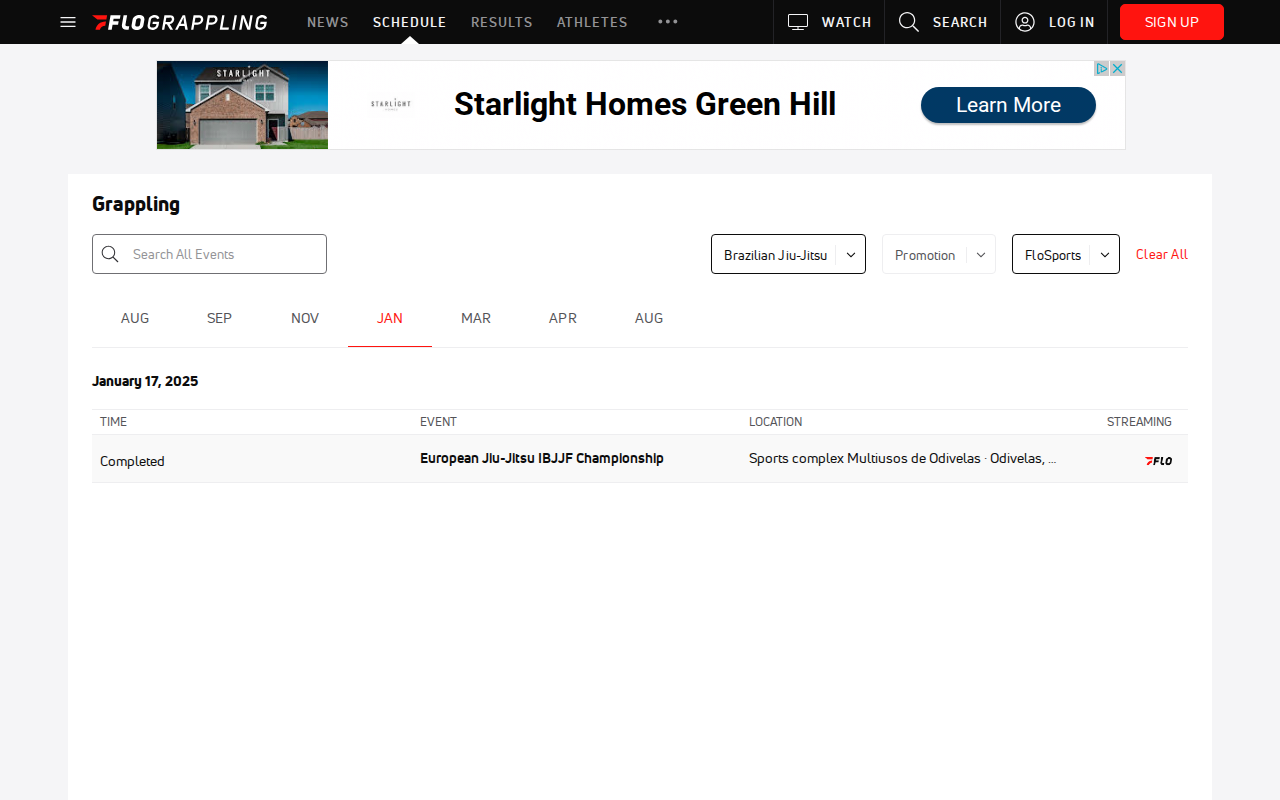 FLOGRAPPLING NEWS SCHEDULE RESULTS ATHLETES ••• WATCH SEARCH LOG IN SIGN UP
STARLIGHT
STARLIGHT
Starlight Homes Green Hill
Learn More
Grappling
Search All Events
Brazilian Jiu-Jitsu
Promotion
FloSports
Clear All
AUG SEP NOV JAN MAR APR AUG
January 17, 2025
TIME EVENT LOCATION STREAMING
Completed European Jiu-Jitsu IBJJF Championship Sports complex Multiusos de Odivelas · Odivelas, ... FLO